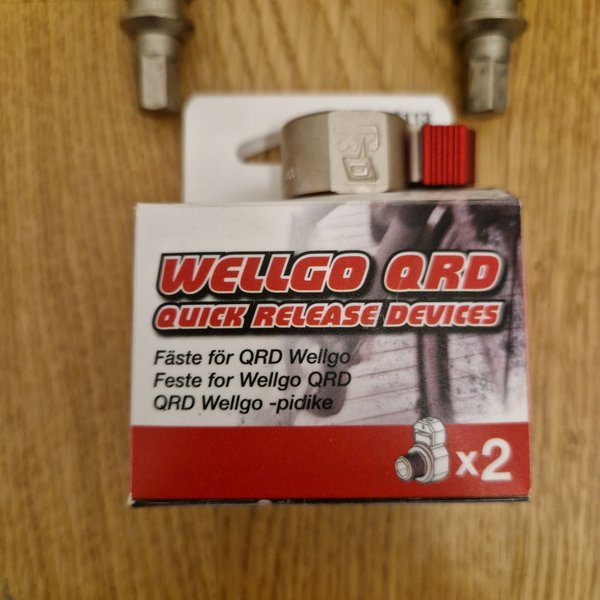 WELLGO QRD
QUICK RELEASE DEVICES
Fäste för QRD Wellgo
Feste for Wellgo QRD
QRD Wellgo -pidike
x2